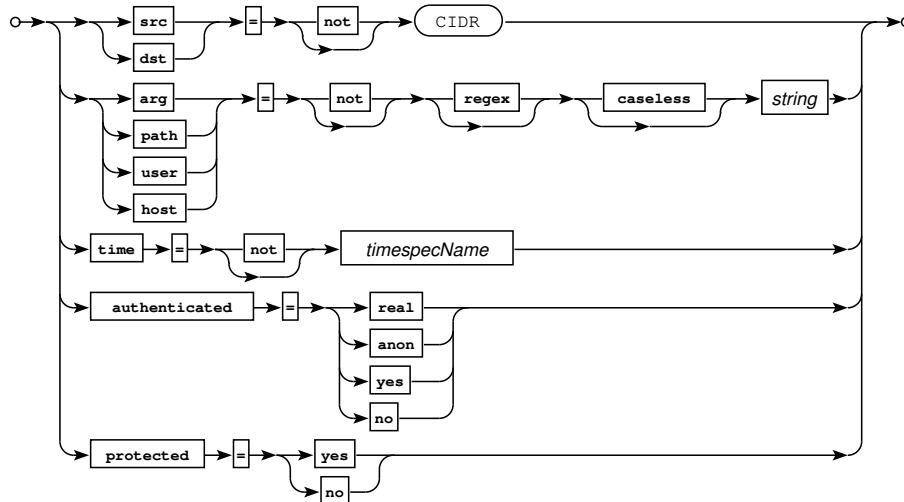 src = not CIDR
dst
arg = not regex caseless string
path
user
host
time = not timespecName
authenticated = real
anon
yes
no
protected = yes
no